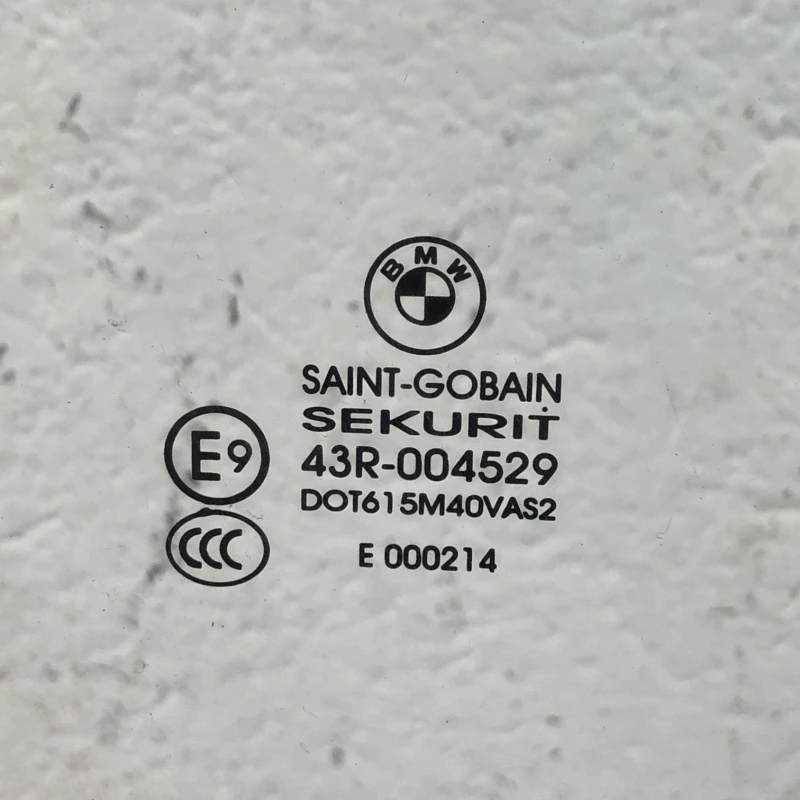 BMW
SAINT-GOBAIN
SEKURIT
E9
43R-004529
DOT615M40VAS2
CCC
E 000214